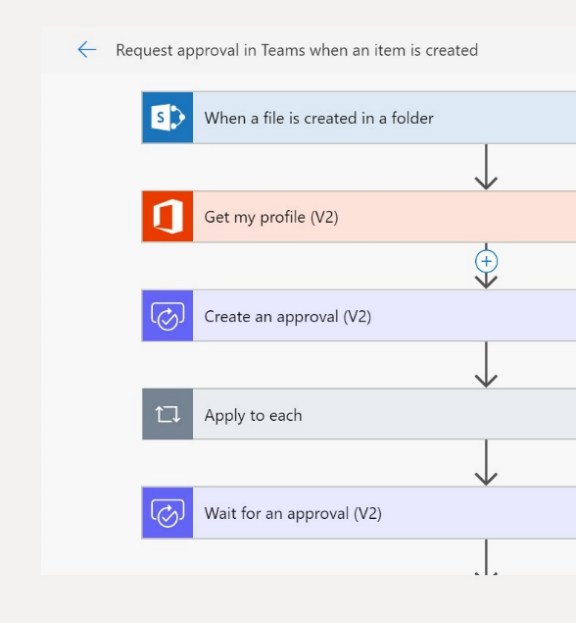 Request approval in Teams when an item is created
S
When a file is created in a folder
Get my profile (V2)
Create an approval (V2)
Apply to each
Wait for an approval (V2)